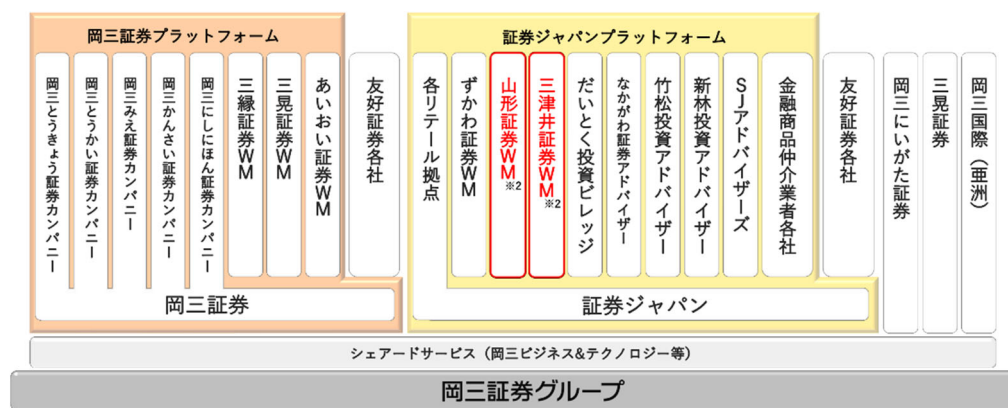 岡三証券プラットフォーム
岡三とうきょう証券カンパニー
岡三とうかい証券カンパニー
岡三みえ証券カンパニー
岡三かんさい証券カンパニー
岡三にしにほん証券カンパニー
三縁証券WM
三晃証券WM
あいおい証券WM
友好証券各社
岡三証券
証券ジャパンプラットフォーム
各リテール拠点
ずかわ証券WM
山形証券WM※2
三津井証券WM※2
だいとく投資ビレッジ
なかがわ証券アドバイザー
竹松投資アドバイザー
新林投資アドバイザー
SJアドバイザーズ
金融商品仲介業者各社
友好証券各社
証券ジャパン
岡三にいがた証券
三晃証券
岡三国際（亜洲）
シェアードサービス（岡三ビジネス&テクノロジー等）
岡三証券グループ